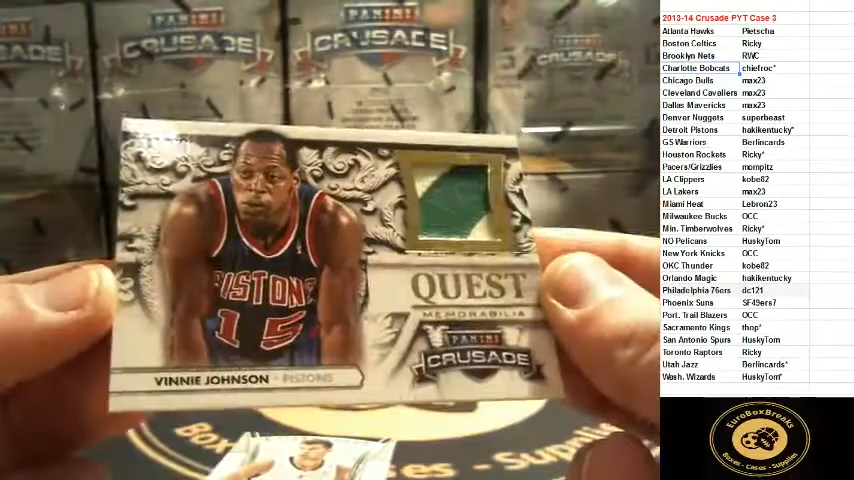 PANINI
CRUSADE
PANINI
CRUSADE
PANINI
CRUSADE
PISTONS
15
QUEST
MEMORABILIA
PANINI
CRUSADE
VINNIE JOHNSON - PISTONS
2013-14 Crusade PYT Case 3
Atlanta Hawks Pietscha
Boston Celtics Ricky
Brooklyn Nets RWC
Charlotte Bobcats chiefroc*
Chicago Bulls max23
Cleveland Cavaliers max23
Dallas Mavericks max23
Denver Nuggets superbeast
Detroit Pistons hakikentucky*
GS Warriors Berlincards
Houston Rockets Ricky*
Pacers/Grizzlies mompitz
LA Clippers kobe82
LA Lakers max23
Miami Heat Lebron23
Milwaukee Bucks OCC
Min. Timberwolves Ricky*
NO Pelicans HuskyTom
New York Knicks OCC
OKC Thunder kobe82
Orlando Magic hakikentucky
Philadelphia 76ers dc121
Phoenix Suns SF49ers7
Port. Trail Blazers OCC
Sacramento Kings thop*
San Antonio Spurs HuskyTom
Toronto Raptors Ricky
Utah Jazz Berlincards*
Wash. Wizards HuskyTom*
EuroBoxBreaks
Boxes - Cases - Supplies